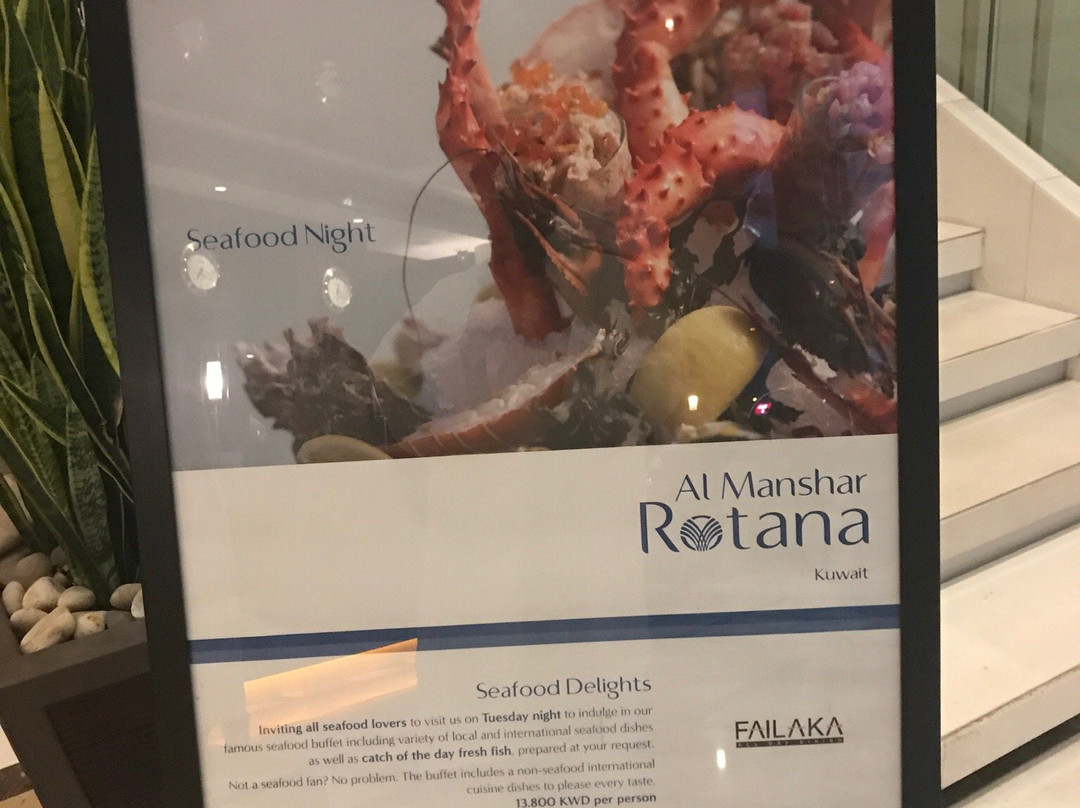 Seafood Night
Al Manshar
Rotana
Kuwait
Seafood Delights
Inviting all seafood lovers to visit us on Tuesday night to indulge in our
famous seafood buffet including variety of local and international seafood dishes
as well as catch of the day fresh fish, prepared at your request.
Not a seafood fan? No problem. The buffet includes a non-seafood international
cuisine dishes to please every taste.
13.800 KWD per person
FAILAKA
ALL DAY DINING